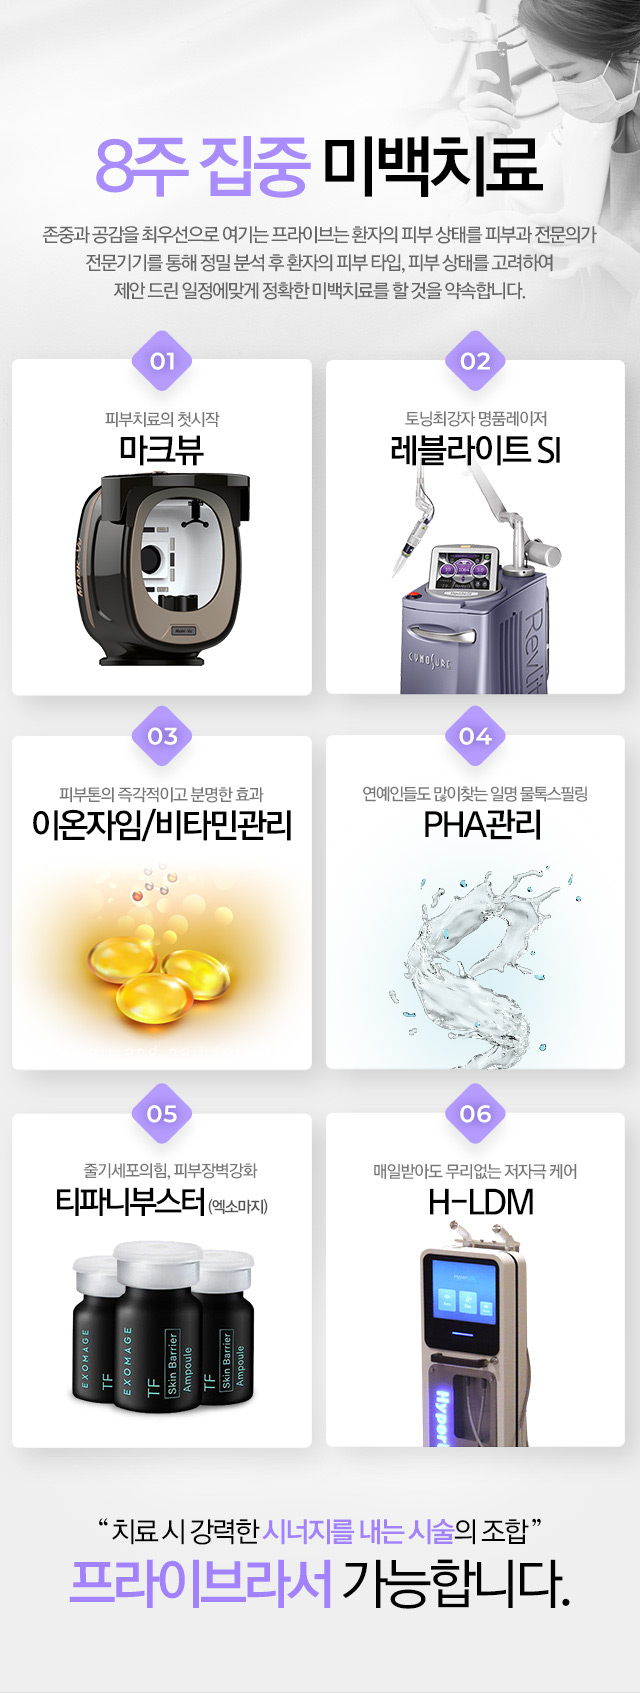 8주 집중 미백치료
존중과 공감을 최우선으로 여기는 프라이브는 환자의 피부 상태를 피부과 전문의가
전문기기를 통해 정밀 분석 후 환자의 피부 타입, 피부 상태를 고려하여
제안 드린 일정에맞게 정확한 미백치료를 할 것을 약속합니다.
01
피부치료의 첫시작
마크뷰
MARK-VU
02
토닝최강자 명품레이저
레블라이트 SI
CYNOSURE
Revlite
03
피부톤의 즉각적이고 분명한 효과
이온자임/비타민관리
04
연예인들도 많이찾는 일명 물톡스필링
PHA관리
05
줄기세포의힘, 피부장벽강화
티파니부스터 (엑소마지)
EXOMAGE
TF
EXOMAGE
TF
Skin Barrier
Ampoule
TF
Skin Barrier
Ampoule
06
매일받아도 무리없는 저자극 케어
H-LDM
“ 치료 시 강력한 시너지를 내는 시술의 조합 ”
프라이브라서 가능합니다.